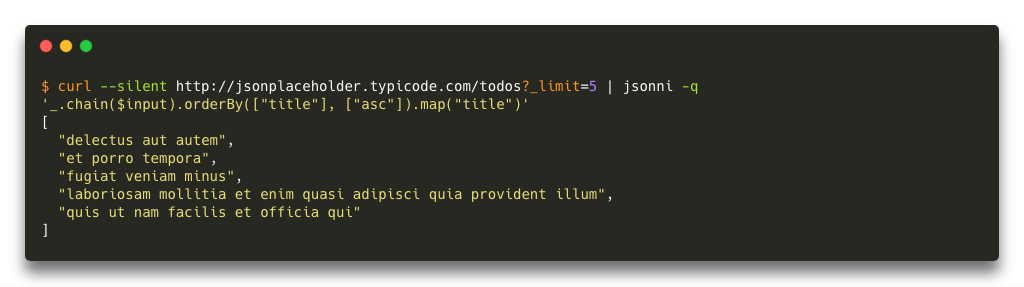 $ curl --silent http://jsonplaceholder.typicode.com/todos?_limit=5 | jsonni -q
'_.chain($input).orderBy(["title"], ["asc"]).map("title")'
[
  "delectus aut autem",
  "et porro tempora",
  "fugiat veniam minus",
  "laboriosam mollitia et enim quasi adipisci quia provident illum",
  "quis ut nam facilis et officia qui"
]